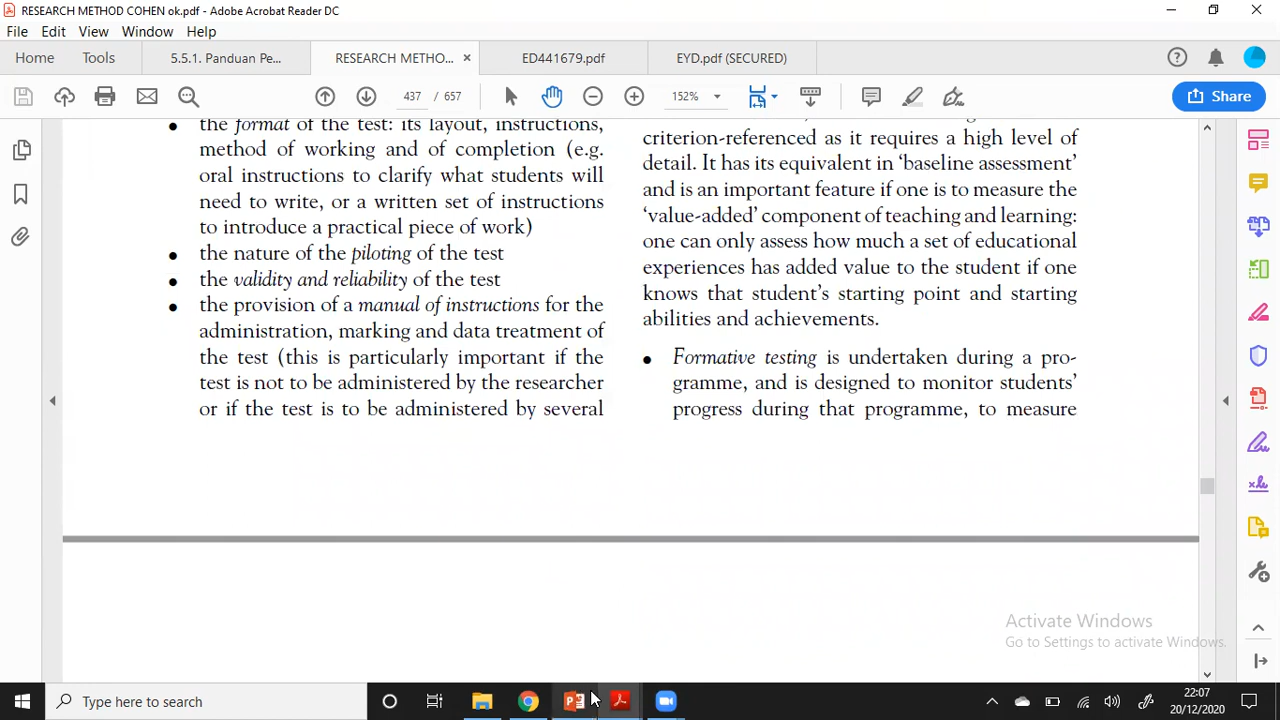 RESEARCH METHOD COHEN ok.pdf - Adobe Acrobat Reader DC
File Edit View Window Help
Home Tools 5.5.1. Panduan Pe... RESEARCH METHO... × ED441679.pdf EYD.pdf (SECURED)
437 / 657 152% Share
• the format of the test: its layout, instructions,
method of working and of completion (e.g.
oral instructions to clarify what students will
need to write, or a written set of instructions
to introduce a practical piece of work)
• the nature of the piloting of the test
• the validity and reliability of the test
• the provision of a manual of instructions for the
administration, marking and data treatment of
the test (this is particularly important if the
test is not to be administered by the researcher
or if the test is to be administered by several
criterion-referenced as it requires a high level of
detail. It has its equivalent in ‘baseline assessment’
and is an important feature if one is to measure the
‘value-added’ component of teaching and learning:
one can only assess how much a set of educational
experiences has added value to the student if one
knows that student’s starting point and starting
abilities and achievements.
• Formative testing is undertaken during a pro-
gramme, and is designed to monitor students’
progress during that programme, to measure
Activate Windows
Go to Settings to activate Windows.
Type here to search
22:07
20/12/2020